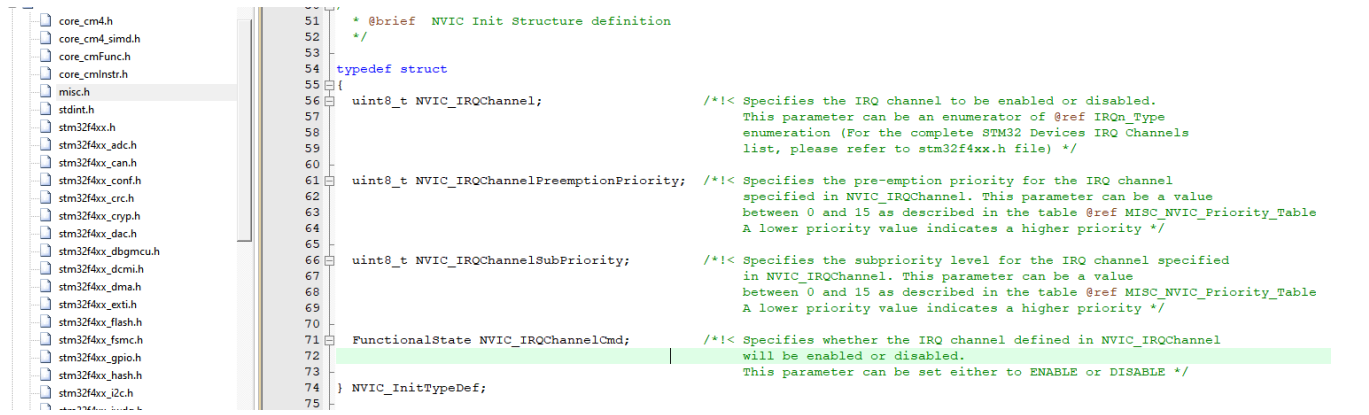 core_cm4.h
core_cm4_simd.h
core_cmFunc.h
core_cmInstr.h
misc.h
stdint.h
stm32f4xx.h
stm32f4xx_adc.h
stm32f4xx_can.h
stm32f4xx_conf.h
stm32f4xx_crc.h
stm32f4xx_cryp.h
stm32f4xx_dac.h
stm32f4xx_dbgmcu.h
stm32f4xx_dcmi.h
stm32f4xx_dma.h
stm32f4xx_exti.h
stm32f4xx_flash.h
stm32f4xx_fsmc.h
stm32f4xx_gpio.h
stm32f4xx_hash.h
stm32f4xx_i2c.h
51 * @brief  NVIC Init Structure definition
52 */
53
54 typedef struct
55 {
56 uint8_t NVIC_IRQChannel; /*!< Specifies the IRQ channel to be enabled or disabled.
57 This parameter can be an enumerator of @ref IRQn_Type
58 enumeration (For the complete STM32 Devices IRQ Channels
59 list, please refer to stm32f4xx.h file) */
60
61 uint8_t NVIC_IRQChannelPreemptionPriority; /*!< Specifies the pre-emption priority for the IRQ channel
62 specified in NVIC_IRQChannel. This parameter can be a value
63 between 0 and 15 as described in the table @ref MISC_NVIC_Priority_Table
64 A lower priority value indicates a higher priority */
65
66 uint8_t NVIC_IRQChannelSubPriority; /*!< Specifies the subpriority level for the IRQ channel specified
67 in NVIC_IRQChannel. This parameter can be a value
68 between 0 and 15 as described in the table @ref MISC_NVIC_Priority_Table
69 A lower priority value indicates a higher priority */
70
71 FunctionalState NVIC_IRQChannelCmd; /*!< Specifies whether the IRQ channel defined in NVIC_IRQChannel
72 will be enabled or disabled.
73 This parameter can be set either to ENABLE or DISABLE */
74 } NVIC_InitTypeDef;
75